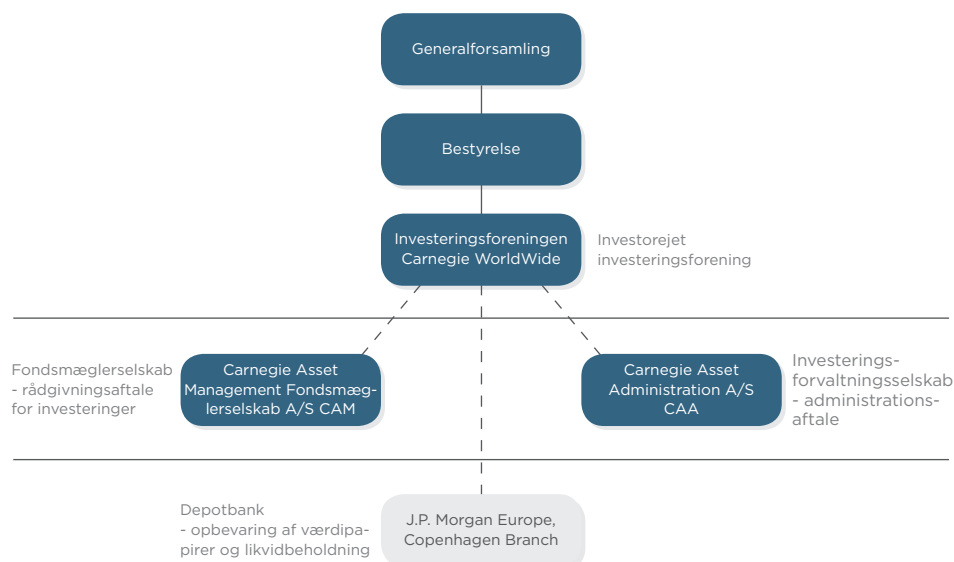 Generalforsamling
Bestyrelse
Investeringsforeningen
Carnegie WorldWide
Investorejet
investeringsforening
Fondsmæglerselskab
- rådgivningsaftale
for investeringer
Carnegie Asset
Management Fondsmæg-
lerselskab A/S CAM
Carnegie Asset
Administration A/S
CAA
Investerings-
forvaltningsselskab
- administrations-
aftale
Depotbank
- opbevaring af værdipa-
pirer og likvidbeholdning
J.P. Morgan Europe,
Copenhagen Branch